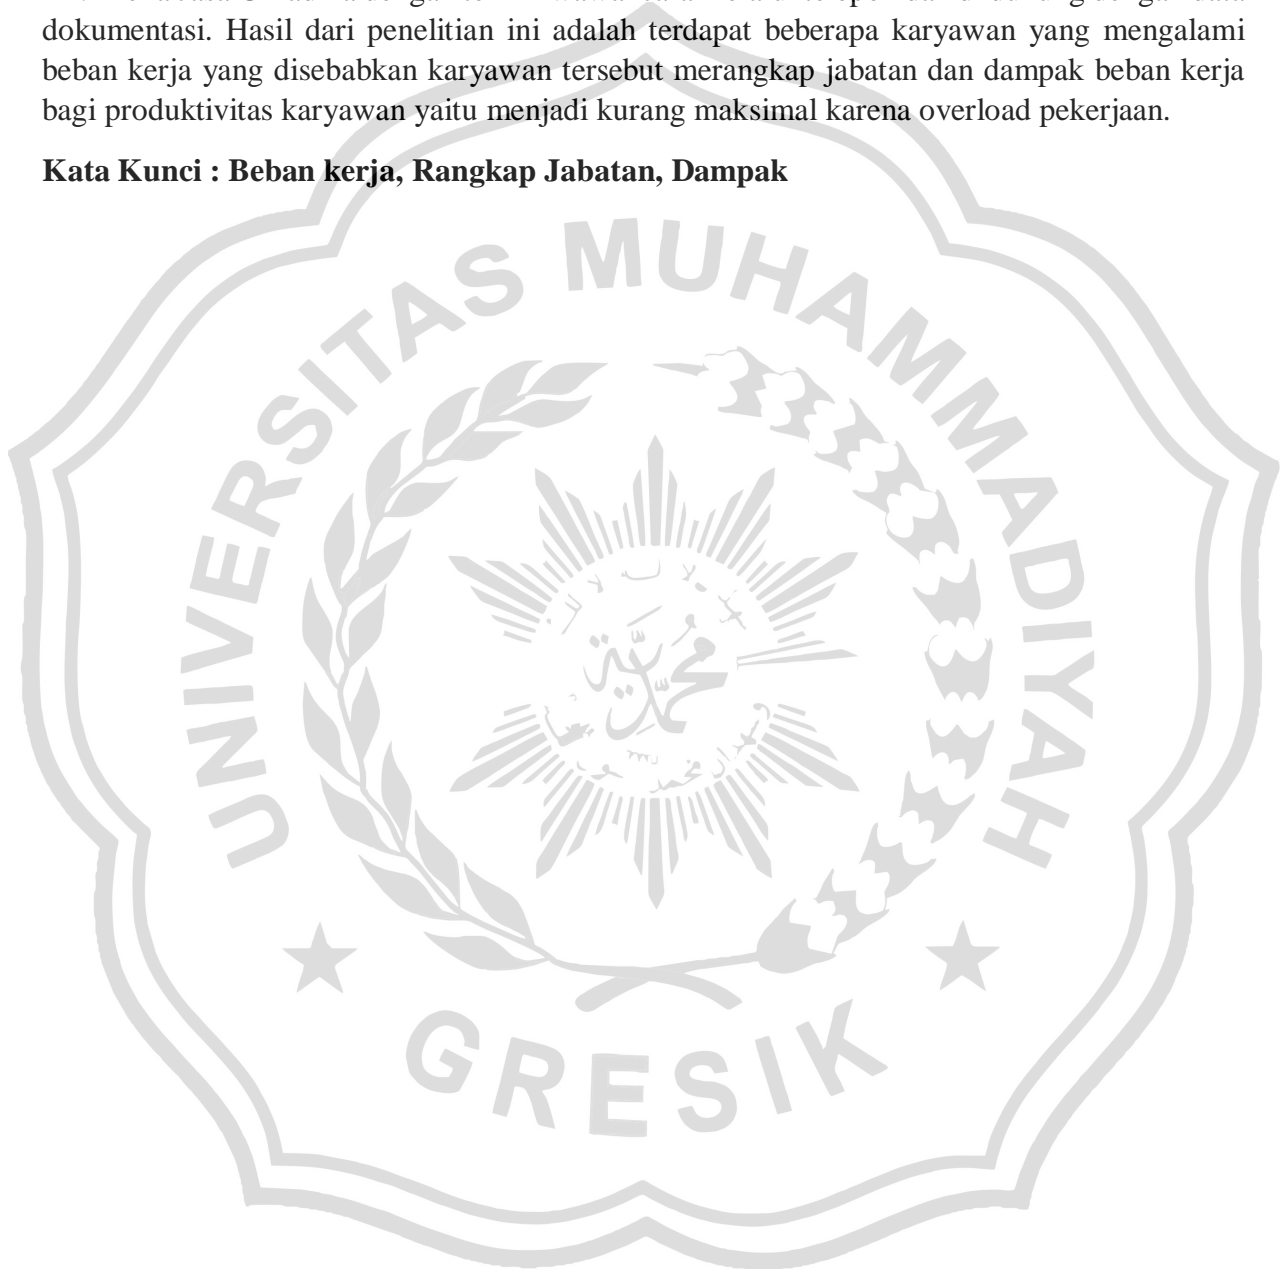 dokumentasi. Hasil dari penelitian ini adalah terdapat beberapa karyawan yang mengalami
beban kerja yang disebabkan karyawan tersebut merangkap jabatan dan dampak beban kerja
bagi produktivitas karyawan yaitu menjadi kurang maksimal karena overload pekerjaan.
Kata Kunci : Beban kerja, Rangkap Jabatan, Dampak
UNIVERSITAS MUHAMMADIYAH
محمدية
GRESIK